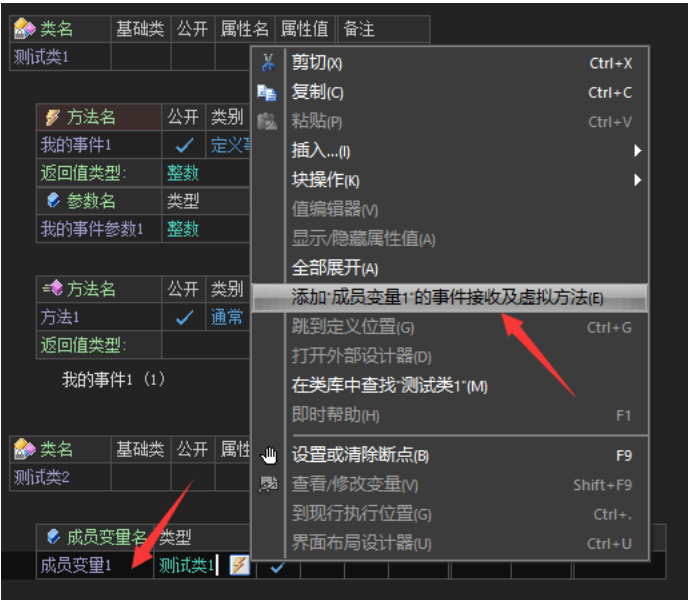 类名 基础类 公开 属性名 属性值 备注
测试类1
方法名 公开 类别
我的事件1 定义
返回值类型: 整数
参数名 类型
我的事件参数1 整数
方法名 公开 类别
方法1 通常
返回值类型:
我的事件1 (1)
类名 基础类 公开
测试类2
成员变量名 类型
成员变量1 测试类1
剪切(X) Ctrl+X
复制(C) Ctrl+C
粘贴(P) Ctrl+V
插入...(I)
块操作(K)
值编辑器(V)
显示/隐藏属性值(A)
全部展开(A)
添加"成员变量1"的事件接收及虚拟方法(E)
跳到定义位置(G) Ctrl+G
打开外部设计器(D)
在类库中查找"测试类1"(M)
即时帮助(H) F1
设置或清除断点(B) F9
查看/修改变量(V) Shift+F9
到现行执行位置(G) Ctrl+.
界面布局设计器(U) Ctrl+U